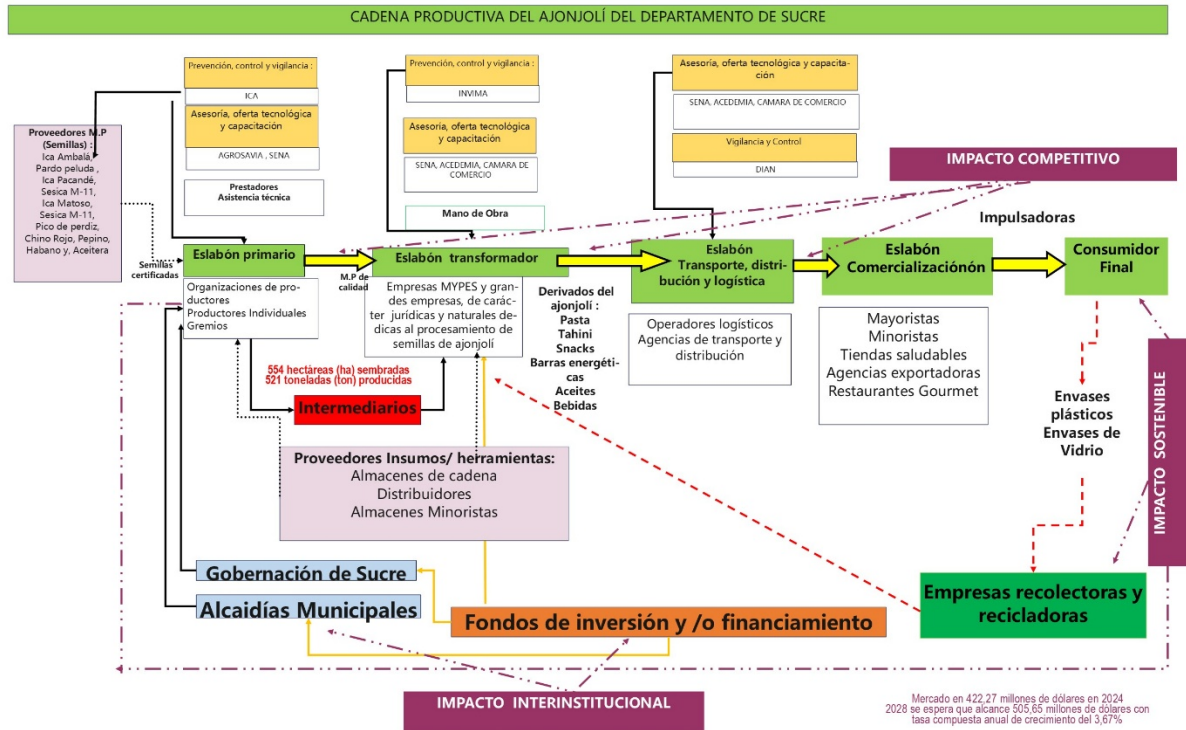 CADENA PRODUCTIVA DEL AJONJOLÍ DEL DEPARTAMENTO DE SUCRE
Prevención, control y vigilancia :
ICA
Asesoría, oferta tecnológica
y capacitación
AGROSAVIA , SENA
Prestadores
Asistencia técnica
Prevención, control y vigilancia :
INVIMA
Asesoría, oferta tecnológica
y capacitación
SENA, ACEDEMIA, CAMARA DE
COMERCIO
Mano de Obra
Asesoría, oferta tecnológica y capacita-
ción
SENA, ACEDEMIA, CAMARA DE COMERCIO
Vigilancia y Control
DIAN
IMPACTO COMPETITIVO
Proveedores M.P
(Semillas) :
Ica Ambalá,
Pardo peluda ,
Ica Pacandé,
Sesica M-11,
Ica Matoso,
Sesica M-11,
Pico de perdiz,
Chino Rojo, Pepino,
Habano y, Aceitera
Semillas
certificadas
Eslabón primario
M.P de
calidad
Eslabón transformador
Eslabón
Transporte, distri-
bución y logística
Eslabón
Comercializaciónón
Impulsadoras
Consumidor
Final
Organizaciones de pro-
ductores
Productores Individuales
Gremios
Empresas MYPES y gran-
des empresas, de carác-
ter jurídicas y naturales de-
dicas al procesamiento de
semillas de ajonjolí
Derivados del
ajonjolí :
Pasta
Tahini
Snacks
Barras energéti-
cas
Aceites
Bebidas
Operadores logísticos
Agencias de transporte y
distribución
Mayoristas
Minoristas
Tiendas saludables
Agencias exportadoras
Restaurantes Gourmet
554 hectáreas (ha) sembradas
521 toneladas (ton) producidas
Intermediarios
Envases
plásticos
Envases de
Vidrio
IMPACTO SOSTENIBLE
Proveedores Insumos/ herramientas:
Almacenes de cadena
Distribuidores
Almacenes Minoristas
Gobernación de Sucre
Alcaidías Municipales
Fondos de inversión y /o financiamiento
Empresas recolectoras y
recicladoras
IMPACTO INTERINSTITUCIONAL
Mercado en 422,27 millones de dólares en 2024
2028 se espera que alcance 505,65 millones de dólares con
tasa compuesta anual de crecimiento del 3,67%